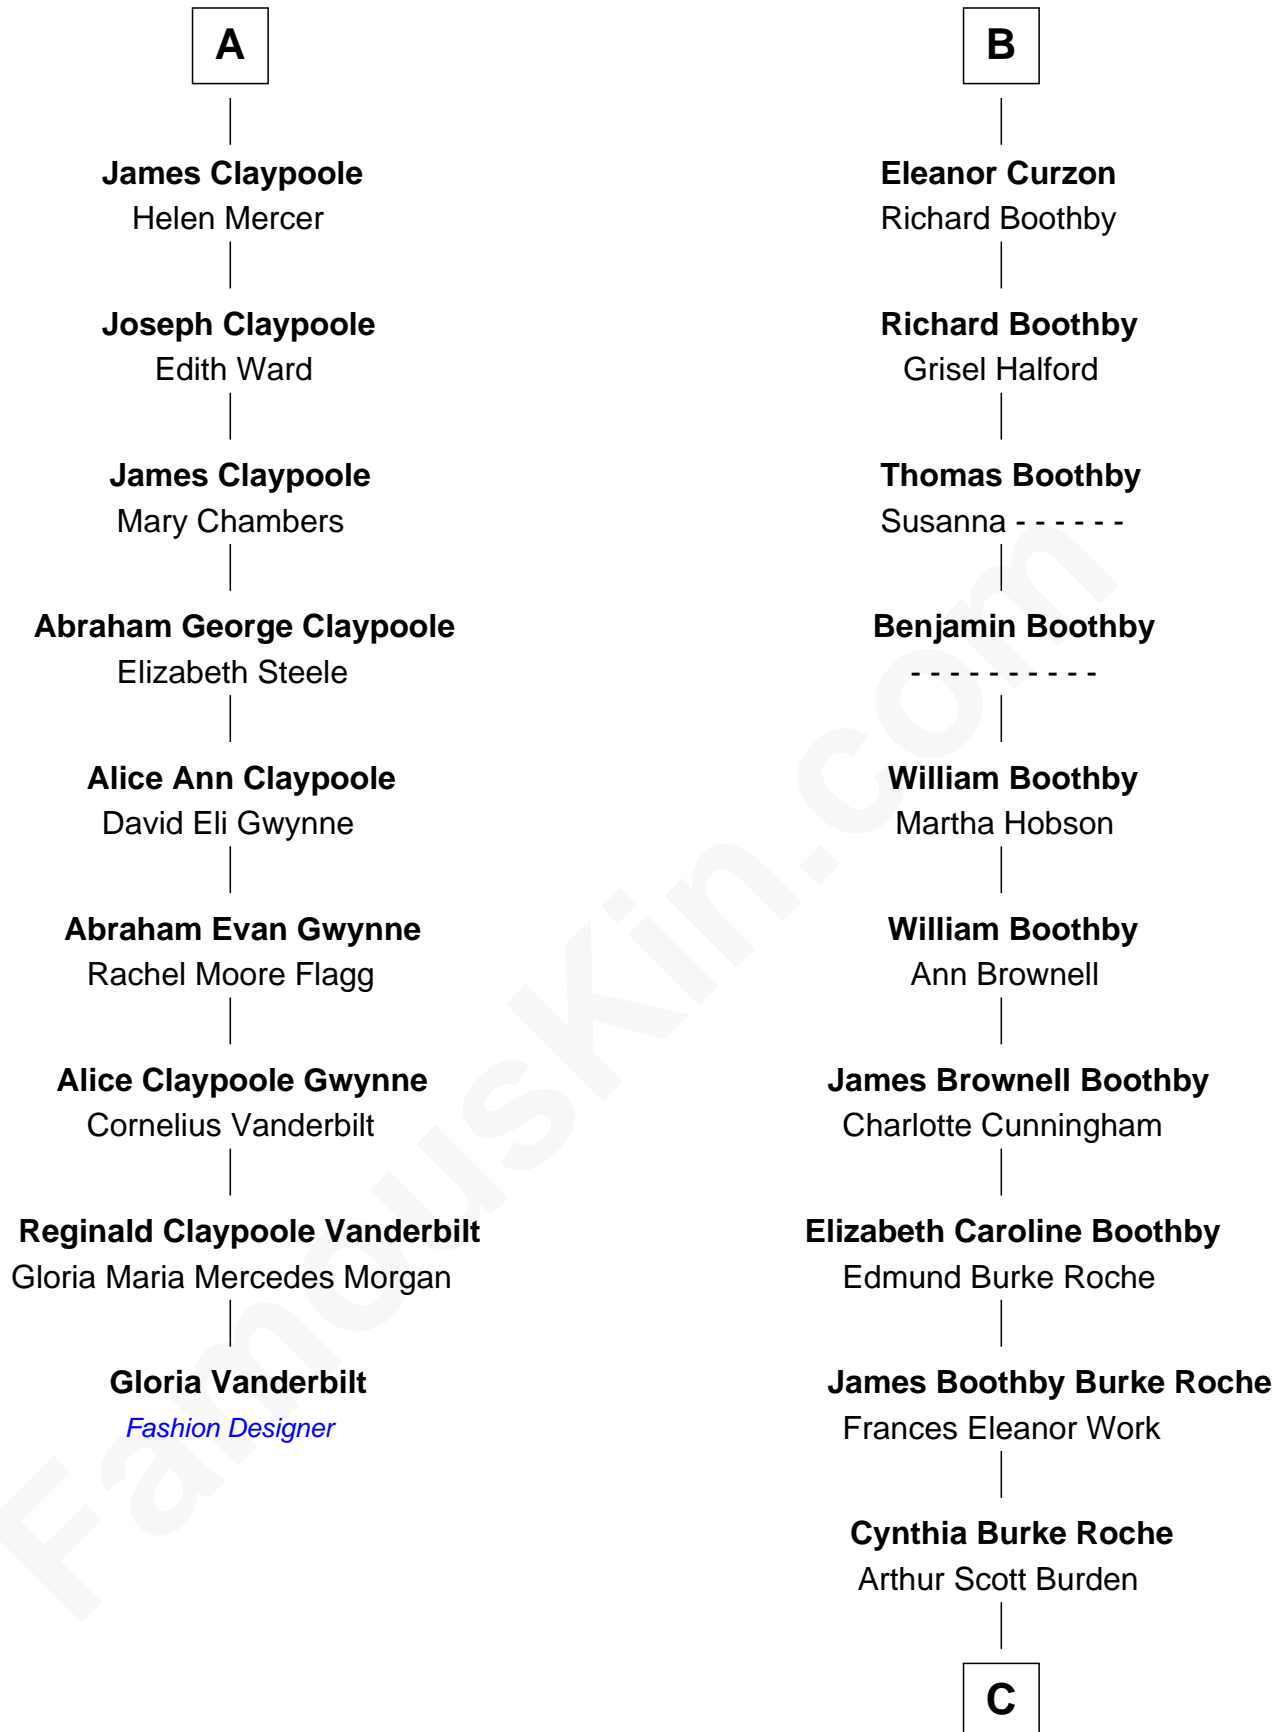 A
James Claypoole
Helen Mercer
Joseph Claypoole
Edith Ward
James Claypoole
Mary Chambers
Abraham George Claypoole
Elizabeth Steele
Alice Ann Claypoole
David Eli Gwynne
Abraham Evan Gwynne
Rachel Moore Flagg
Alice Claypoole Gwynne
Cornelius Vanderbilt
Reginald Claypoole Vanderbilt
Gloria Maria Mercedes Morgan
Gloria Vanderbilt
Fashion Designer
B
Eleanor Curzon
Richard Boothby
Richard Boothby
Grisel Halford
Thomas Boothby
Susanna - - - - - -
Benjamin Boothby
- - - - - - - - - -
William Boothby
Martha Hobson
William Boothby
Ann Brownell
James Brownell Boothby
Charlotte Cunningham
Elizabeth Caroline Boothby
Edmund Burke Roche
James Boothby Burke Roche
Frances Eleanor Work
Cynthia Burke Roche
Arthur Scott Burden
C
FamousKin.com